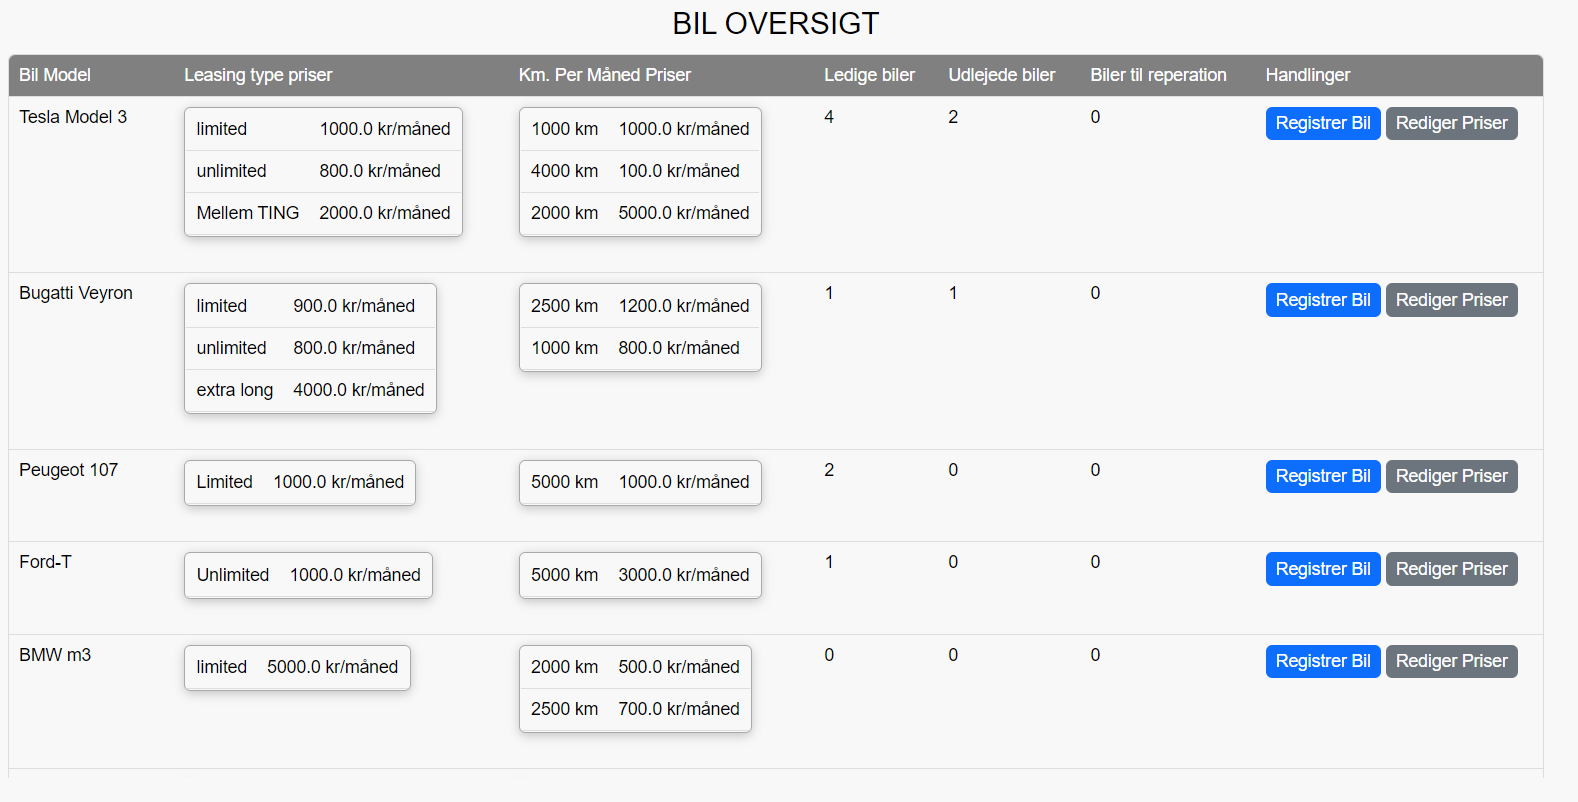 BIL OVERSIGT
Bil Model Leasing type priser Km. Per Måned Priser Ledige biler Udlejede biler Biler til reperation Handlinger
Tesla Model 3 limited 1000.0 kr/måned 1000 km 1000.0 kr/måned 4 2 0 Registrer Bil Rediger Priser
unlimited 800.0 kr/måned 4000 km 100.0 kr/måned
Mellem TING 2000.0 kr/måned 2000 km 5000.0 kr/måned
Bugatti Veyron limited 900.0 kr/måned 2500 km 1200.0 kr/måned 1 1 0 Registrer Bil Rediger Priser
unlimited 800.0 kr/måned 1000 km 800.0 kr/måned
extra long 4000.0 kr/måned
Peugeot 107 Limited 1000.0 kr/måned 5000 km 1000.0 kr/måned 2 0 0 Registrer Bil Rediger Priser
Ford-T Unlimited 1000.0 kr/måned 5000 km 3000.0 kr/måned 1 0 0 Registrer Bil Rediger Priser
BMW m3 limited 5000.0 kr/måned 2000 km 500.0 kr/måned 0 0 0 Registrer Bil Rediger Priser
2500 km 700.0 kr/måned